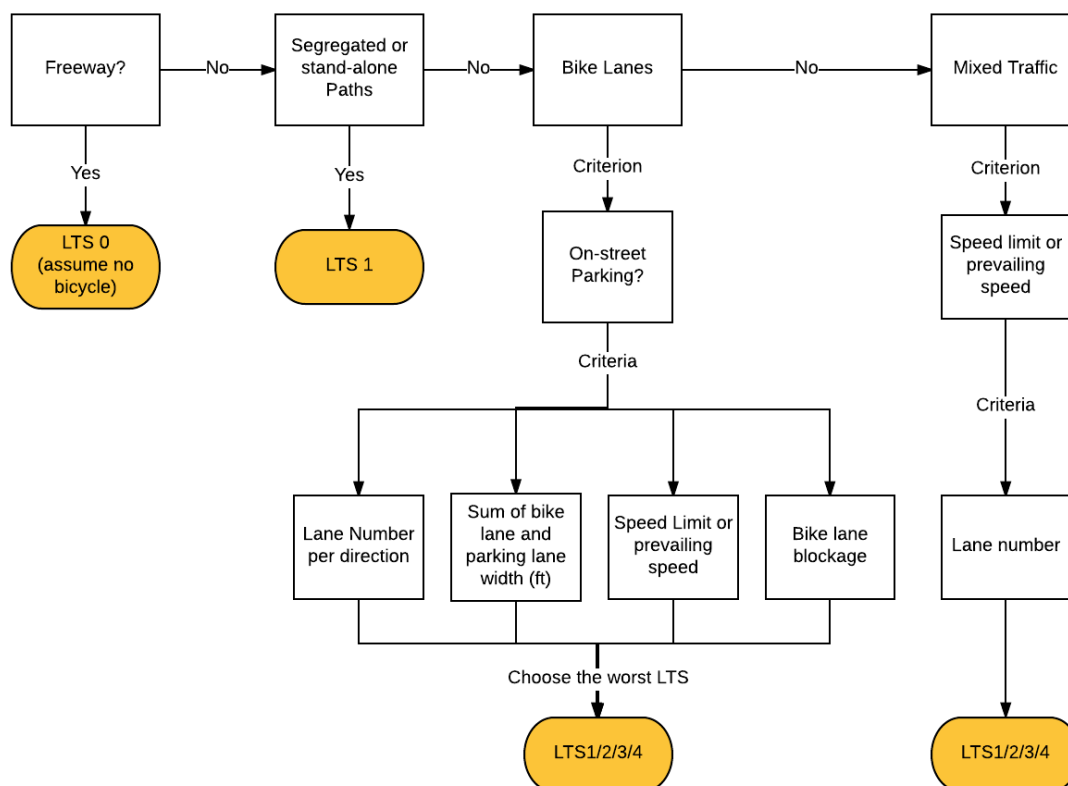 Freeway?
No
Segregated or
stand-alone
Paths
No
Bike Lanes
No
Mixed Traffic
Yes
Yes
Criterion
Criterion
LTS 0
(assume no
bicycle)
LTS 1
On-street
Parking?
Speed limit or
prevailing
speed
Criteria
Criteria
Lane Number
per direction
Sum of bike
lane and
parking lane
width (ft)
Speed Limit or
prevailing
speed
Bike lane
blockage
Lane number
Choose the worst LTS
LTS1/2/3/4
LTS1/2/3/4